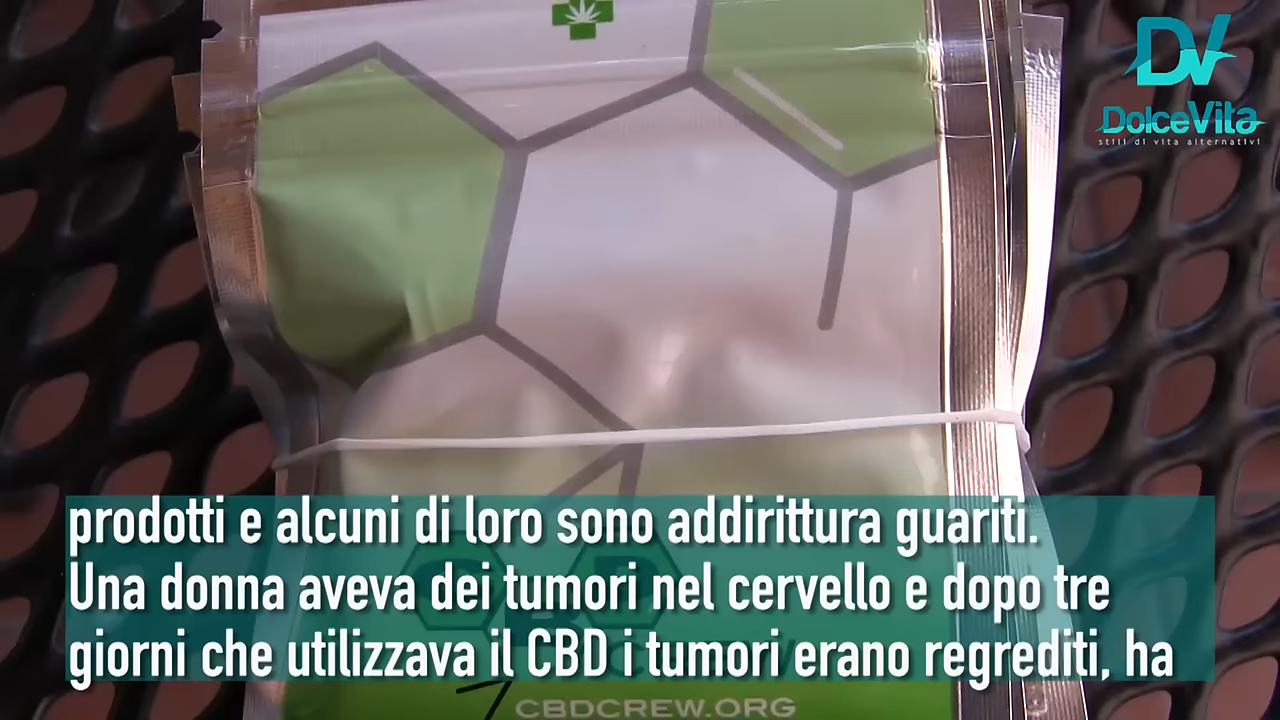 DV
DolceVita
stili di vita alternativi
prodotti e alcuni di loro sono addirittura guariti.
Una donna aveva dei tumori nel cervello e dopo tre
giorni che utilizzava il CBD i tumori erano regrediti, ha
CBDCREW.ORG